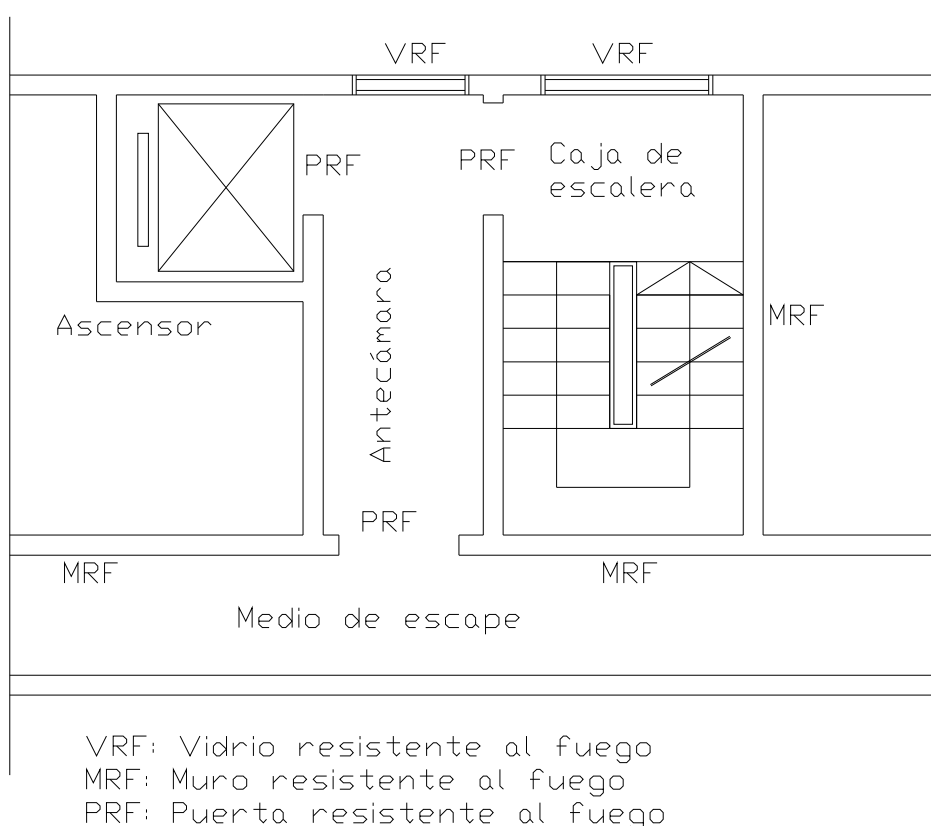 VRF
VRF
PRF
PRF
Caja de
escalera
Ascensor
Antecámara
MRF
PRF
MRF
MRF
Medio de escape
VRF: Vidrio resistente al fuego
MRF: Muro resistente al fuego
PRF: Puerta resistente al fuego